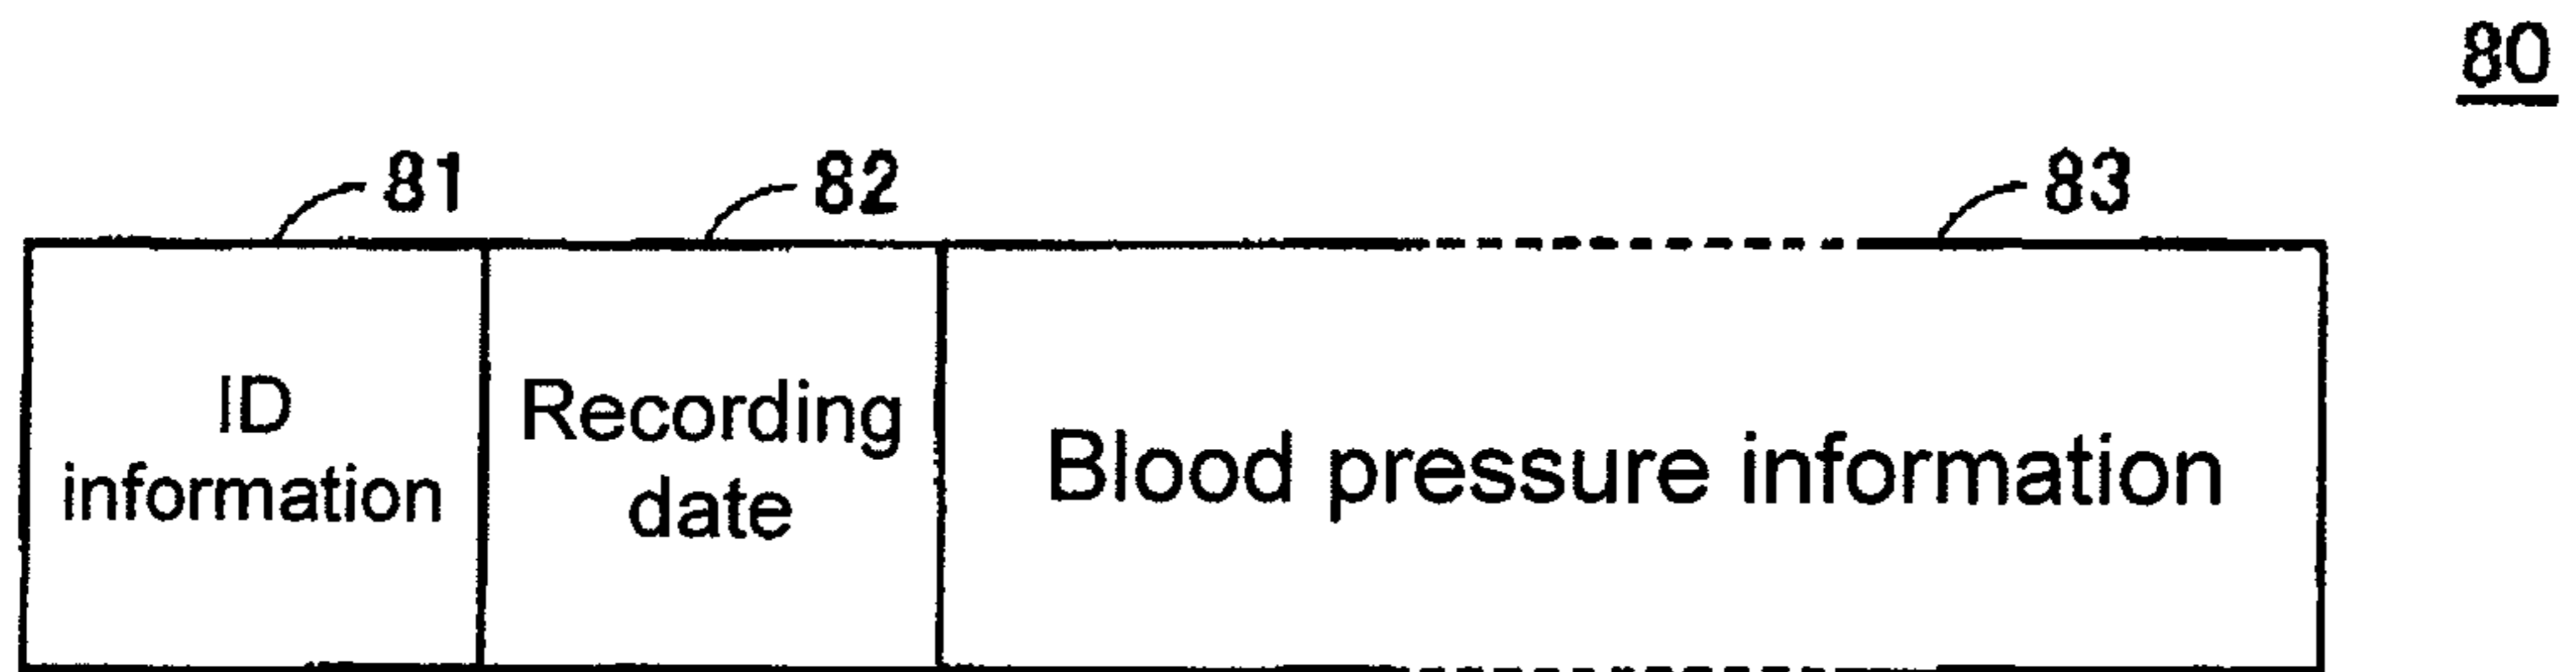 80
81
82
83
ID
information
Recording
date
Blood pressure information